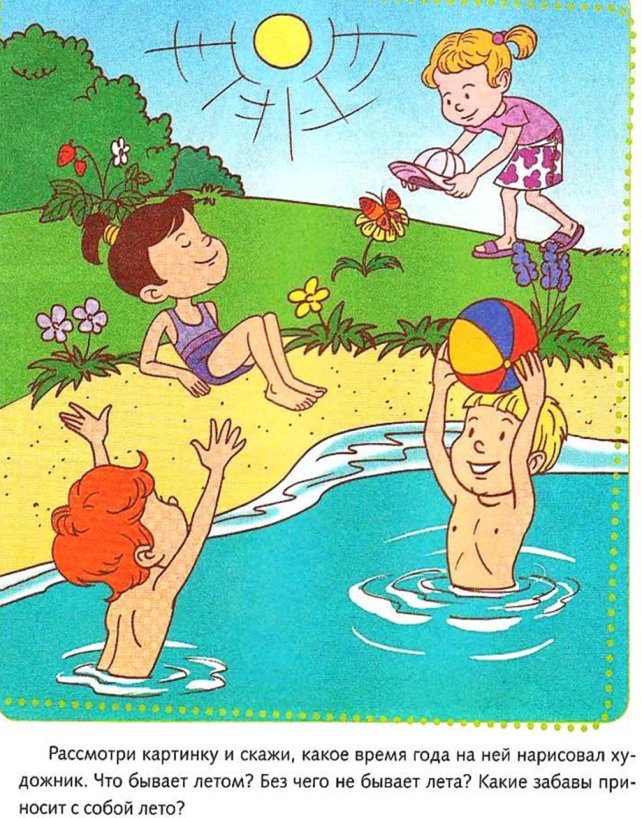 Рассмотри картинку и скажи, какое время года на ней нарисовал ху-
дожник. Что бывает летом? Без чего не бывает лета? Какие забавы при-
носит с собой лето?